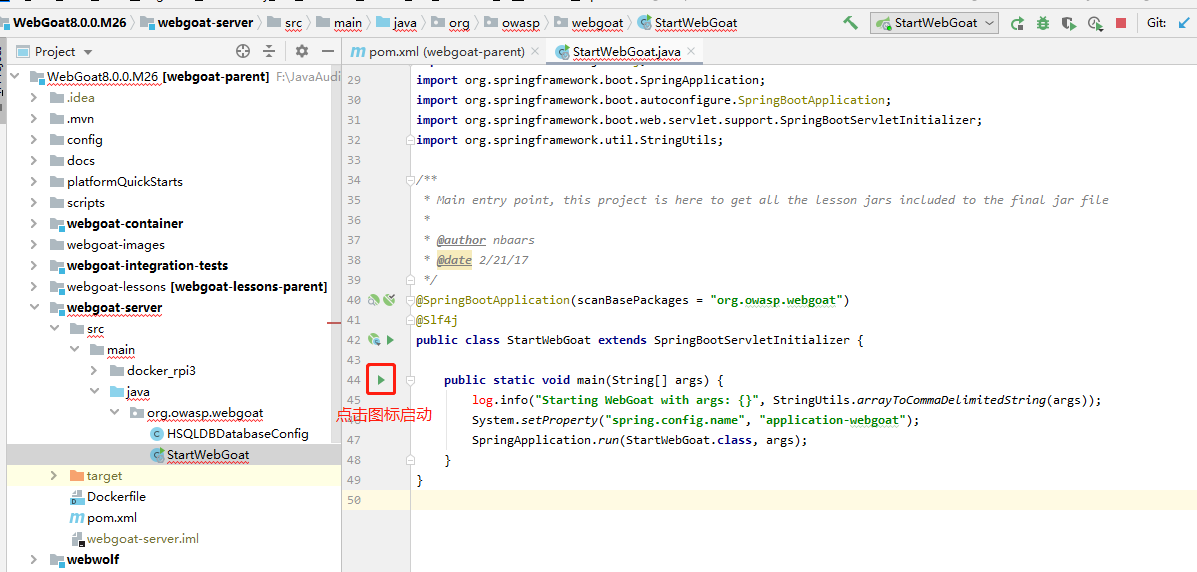 WebGoat8.0.0.M26 webgoat-server src main java org owasp webgoat StartWebGoat StartWebGoat Git:
Project
pom.xml (webgoat-parent) StartWebGoat.java
WebGoat8.0.0.M26 [webgoat-parent] F:\JavaAudi
.idea
.mvn
config
docs
platformQuickStarts
scripts
webgoat-container
webgoat-images
webgoat-integration-tests
webgoat-lessons [webgoat-lessons-parent]
webgoat-server
src
main
docker_rpi3
java
org.owasp.webgoat
HSQLDBDatabaseConfig
StartWebGoat
target
Dockerfile
pom.xml
webgoat-server.iml
webwolf
29 import org.springframework.boot.SpringApplication;
30 import org.springframework.boot.autoconfigure.SpringBootApplication;
31 import org.springframework.boot.web.servlet.support.SpringBootServletInitializer;
32 import org.springframework.util.StringUtils;
33
34 /**
35 * Main entry point, this project is here to get all the lesson jars included to the final jar file
36 *
37 * @author nbaars
38 * @date 2/21/17
39 */
40 @SpringBootApplication(scanBasePackages = "org.owasp.webgoat")
41 @Slf4j
42 public class StartWebGoat extends SpringBootServletInitializer {
43
44 public static void main(String[] args) {
45 log.info("Starting WebGoat with args: {}", StringUtils.arrayToCommaDelimitedString(args));
点击图标启动
System.setProperty("spring.config.name", "application-webgoat");
47 SpringApplication.run(StartWebGoat.class, args);
48 }
49 }
50